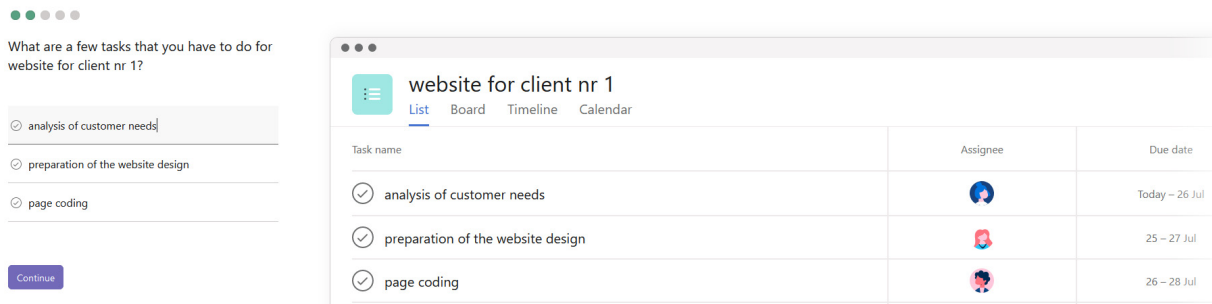 What are a few tasks that you have to do for
website for client nr 1?
analysis of customer needs
preparation of the website design
page coding
Continue
website for client nr 1
List Board Timeline Calendar
Task name Assignee Due date
analysis of customer needs Today – 26 Jul
preparation of the website design 25 – 27 Jul
page coding 26 – 28 Jul